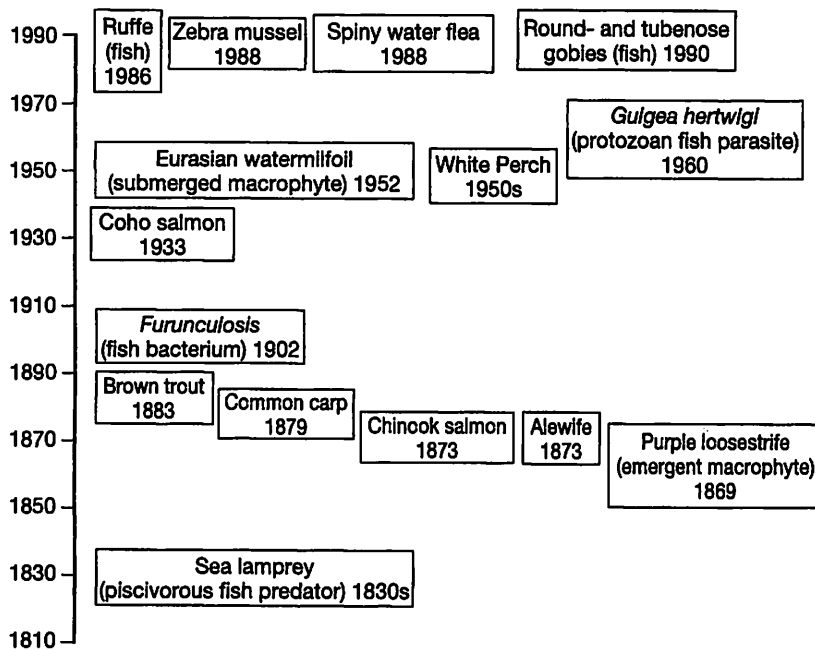 1990
1970
1950
1930
1910
1890
1870
1850
1830
1810
Ruffe
(fish)
1986
Zebra mussel
1988
Spiny water flea
1988
Round- and tubenose
gobies (fish) 1990
Gulgea hertwigi
(protozoan fish parasite)
1960
Eurasian watermilfoil
(submerged macrophyte) 1952
White Perch
1950s
Coho salmon
1933
Furunculosis
(fish bacterium) 1902
Brown trout
1883
Common carp
1879
Chincok salmon
1873
Alewife
1873
Purple loosestrife
(emergent macrophyte)
1869
Sea lamprey
(piscivorous fish predator) 1830s